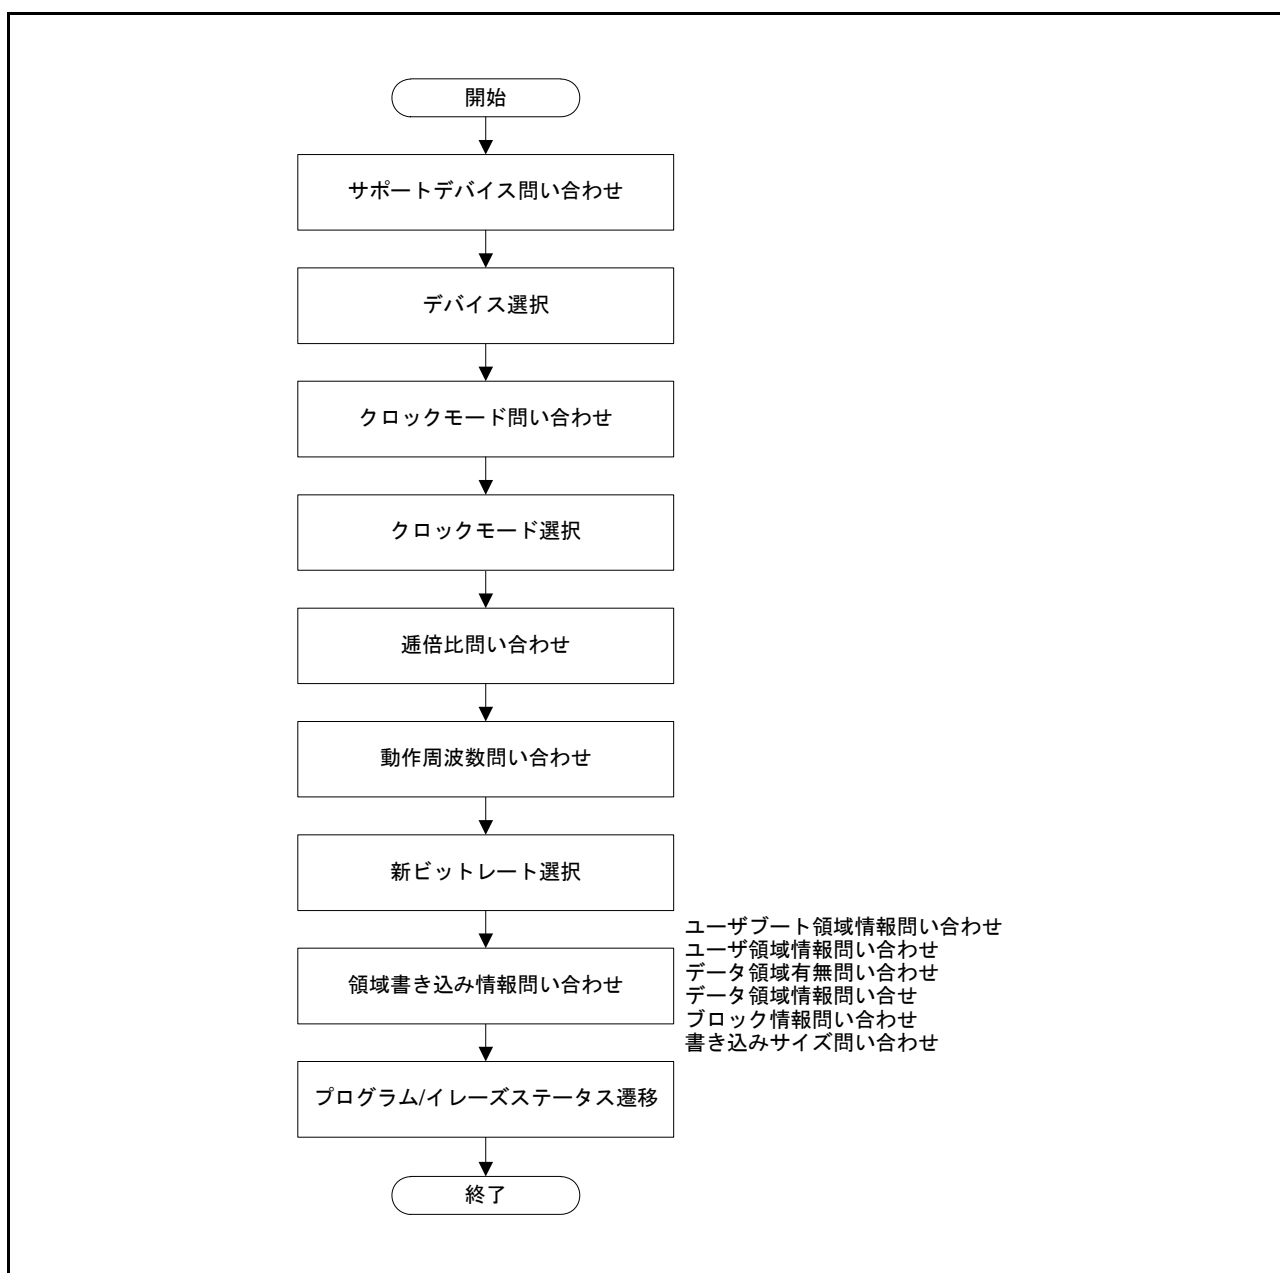 開始
サポートデバイス問い合わせ
デバイス選択
クロックモード問い合わせ
クロックモード選択
逓倍比問い合わせ
動作周波数問い合わせ
新ビットレート選択
領域書き込み情報問い合わせ
ユーザブート領域情報問い合わせ
ユーザ領域情報問い合わせ
データ領域有無問い合わせ
データ領域情報問い合せ
ブロック情報問い合わせ
書き込みサイズ問い合わせ
プログラム/イレーズステータス遷移
終了